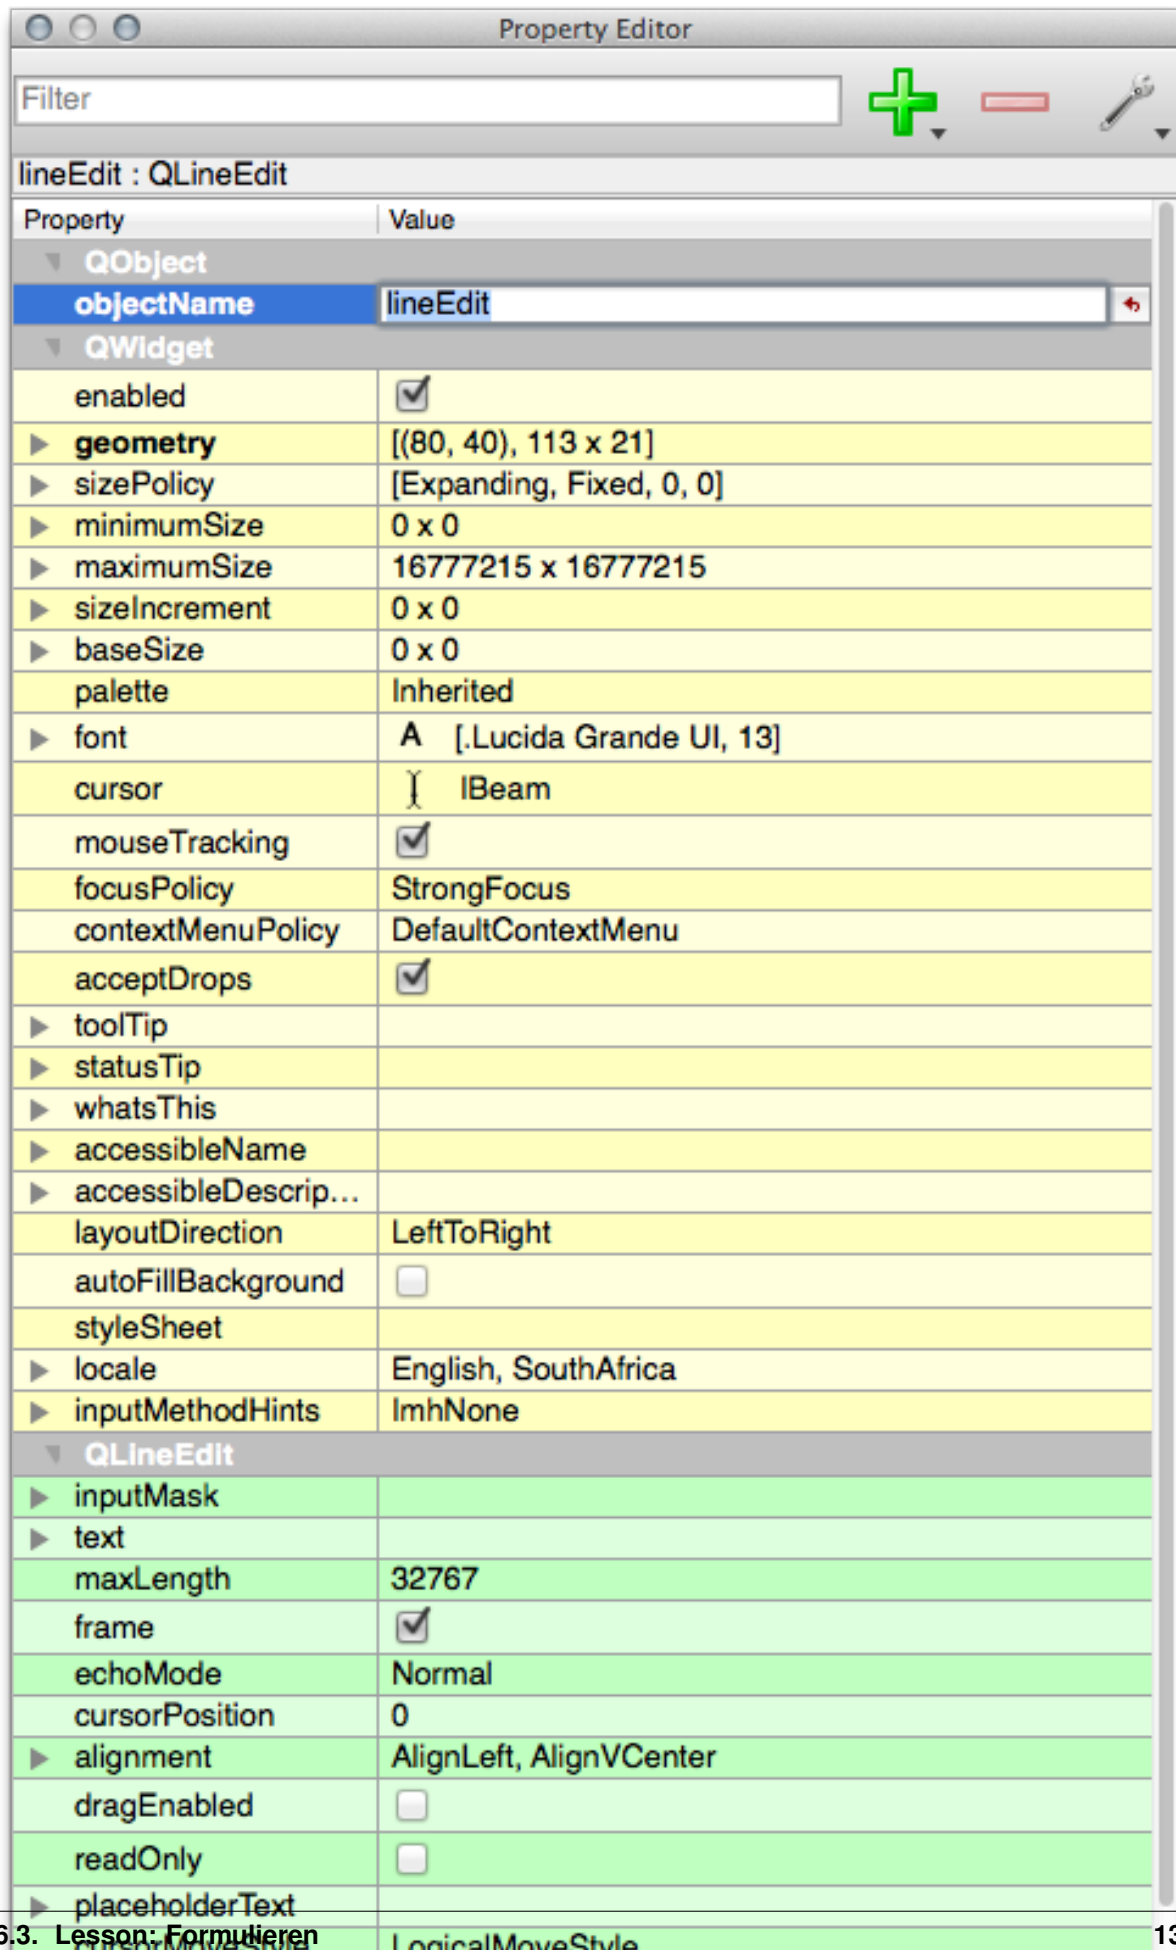 Property Editor
Filter
lineEdit : QLineEdit
Property Value
QObject
objectName lineEdit
QWidget
enabled
geometry [(80, 40), 113 x 21]
sizePolicy [Expanding, Fixed, 0, 0]
minimumSize 0 x 0
maximumSize 16777215 x 16777215
sizeIncrement 0 x 0
baseSize 0 x 0
palette Inherited
font A [.Lucida Grande UI, 13]
cursor IBeam
mouseTracking
focusPolicy StrongFocus
contextMenuPolicy DefaultContextMenu
acceptDrops
toolTip
statusTip
whatsThis
accessibleName
accessibleDescrip...
layoutDirection LeftToRight
autoFillBackground
styleSheet
locale English, SouthAfrica
inputMethodHints ImhNone
QLineEdit
inputMask
text
maxLength 32767
frame
echoMode Normal
cursorPosition 0
alignment AlignLeft, AlignVCenter
dragEnabled
readOnly
placeholderText
6.3. Lesson: Formulieren 13
cursorMoveStyle LogicalMoveStyle